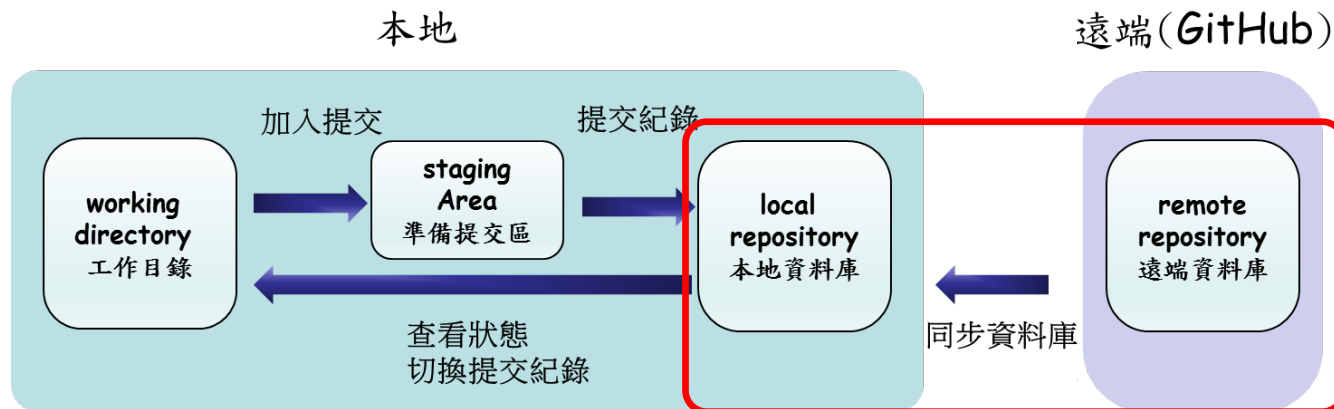 本地
遠端(GitHub)
加入提交
提交紀錄
working
directory
工作目錄
staging
Area
準備提交區
local
repository
本地資料庫
remote
repository
遠端資料庫
查看狀態
切換提交紀錄
同步資料庫